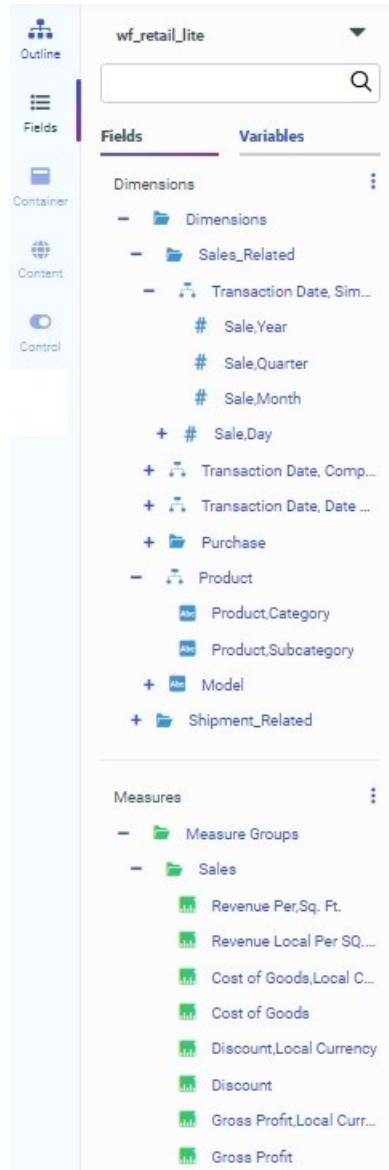 Outline
Fields
Container
Content
Control
wf_retail_lite
Fields Variables
Dimensions
Dimensions
Sales_Related
Transaction Date, Sim...
# Sale,Year
# Sale,Quarter
# Sale,Month
+ # Sale,Day
+ Transaction Date, Comp...
+ Transaction Date, Date ...
+ Purchase
Product
Abc Product,Category
Abc Product,Subcategory
+ Abc Model
+ Shipment_Related
Measures
Measure Groups
Sales
Revenue Per,Sq. Ft.
Revenue Local Per SQ....
Cost of Goods,Local C...
Cost of Goods
Discount,Local Currency
Discount
Gross Profit,Local Curr...
Gross Profit